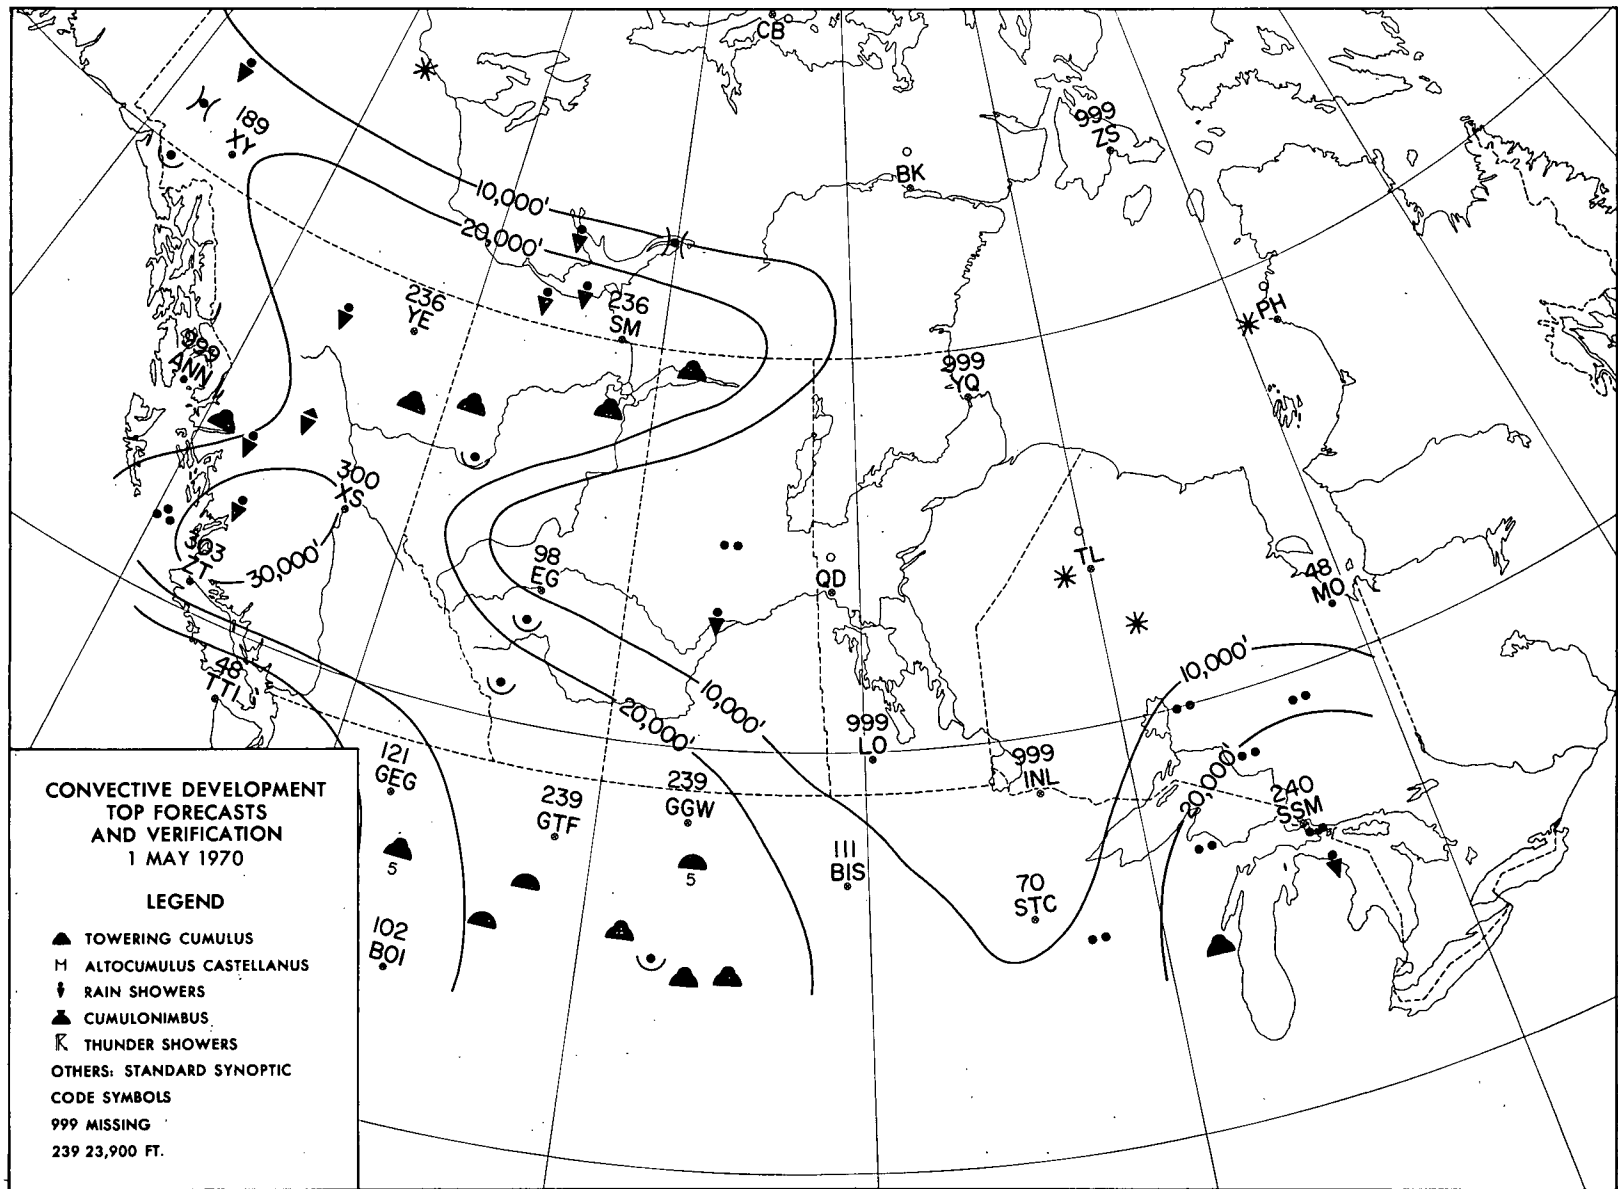 CB
999
ZS
189
XY
BK
10,000'
20,000'
236
YE
236
SM
PH
999
ANN
999
YQ
300
XS
303
ZT
30,000'
98
EG
QD
TL
48
MO
48
TTI
10,000'
20,000'
10,000'
999
LO
999
INL
20,000'
240
SSM
121
GEG
239
GTF
239
GGW
5
5
111
BIS
70
STC
102
BOI
CONVECTIVE DEVELOPMENT
TOP FORECASTS
AND VERIFICATION
1 MAY 1970
LEGEND
TOWERING CUMULUS
M ALTOCUMULUS CASTELLANUS
RAIN SHOWERS
CUMULONIMBUS
THUNDER SHOWERS
OTHERS: STANDARD SYNOPTIC
CODE SYMBOLS
999 MISSING
239 23,900 FT.